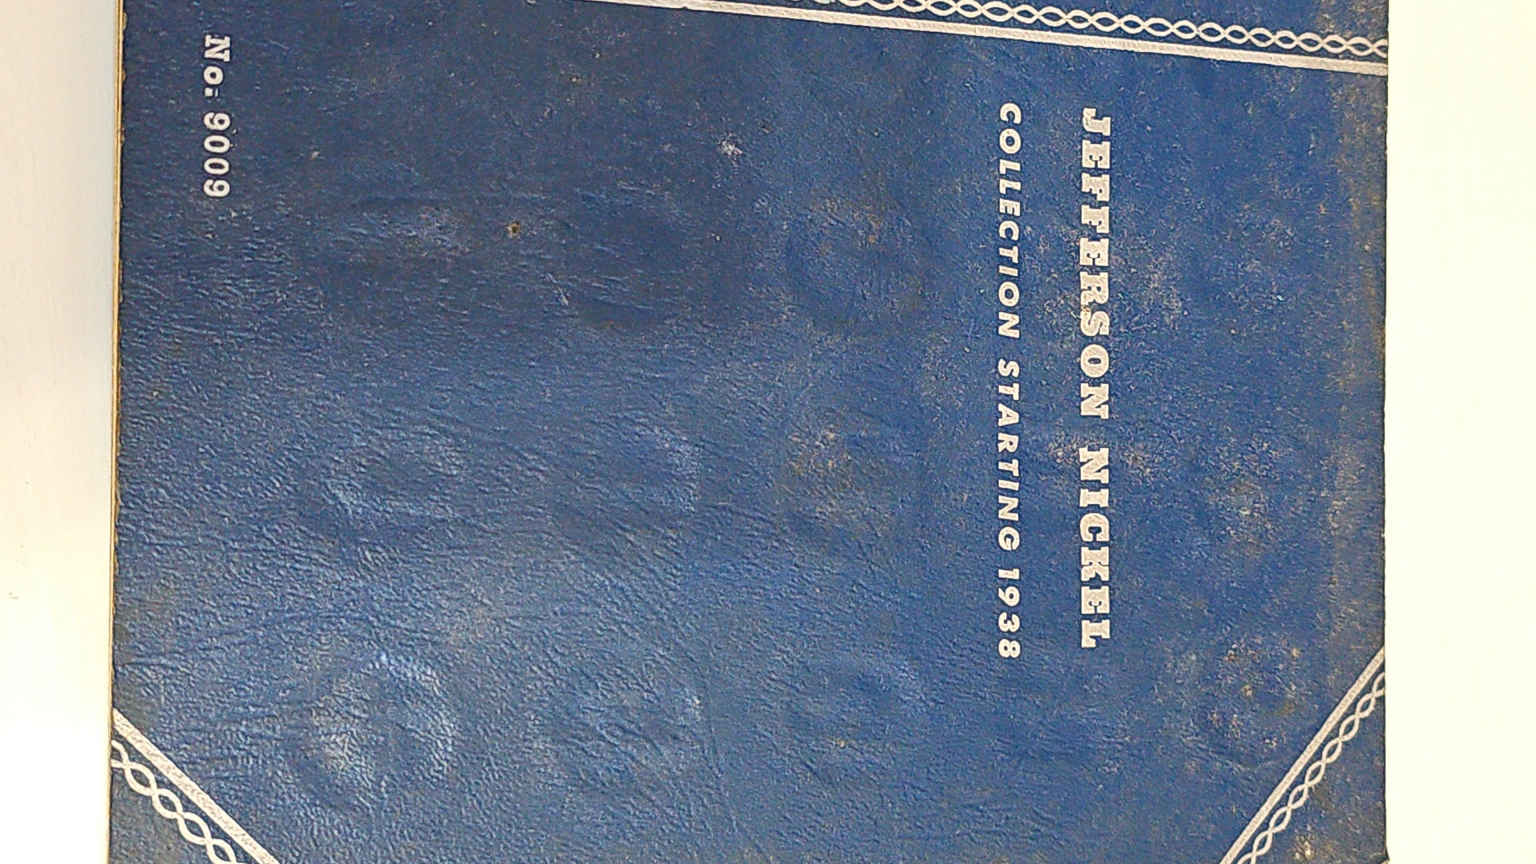 JEFFERSON NICKEL
COLLECTION STARTING 1938
No: 9009